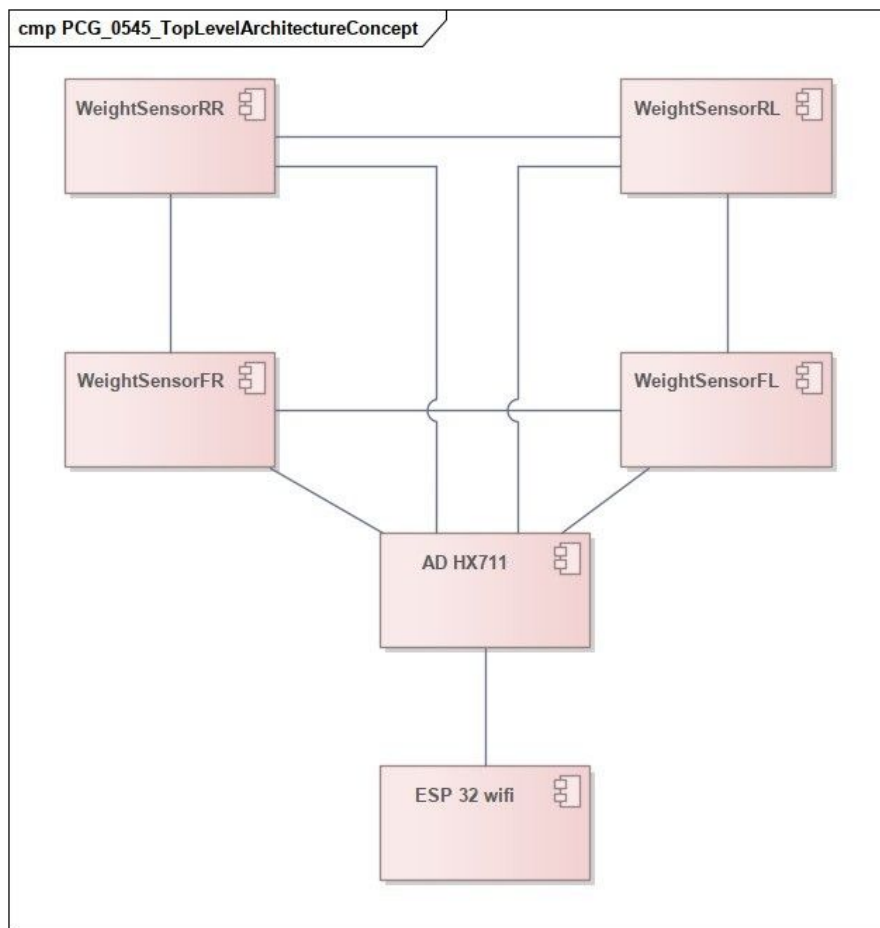 cmp PCG_0545_TopLevelArchitectureConcept
WeightSensorRR
WeightSensorRL
WeightSensorFR
WeightSensorFL
AD HX711
ESP 32 wifi